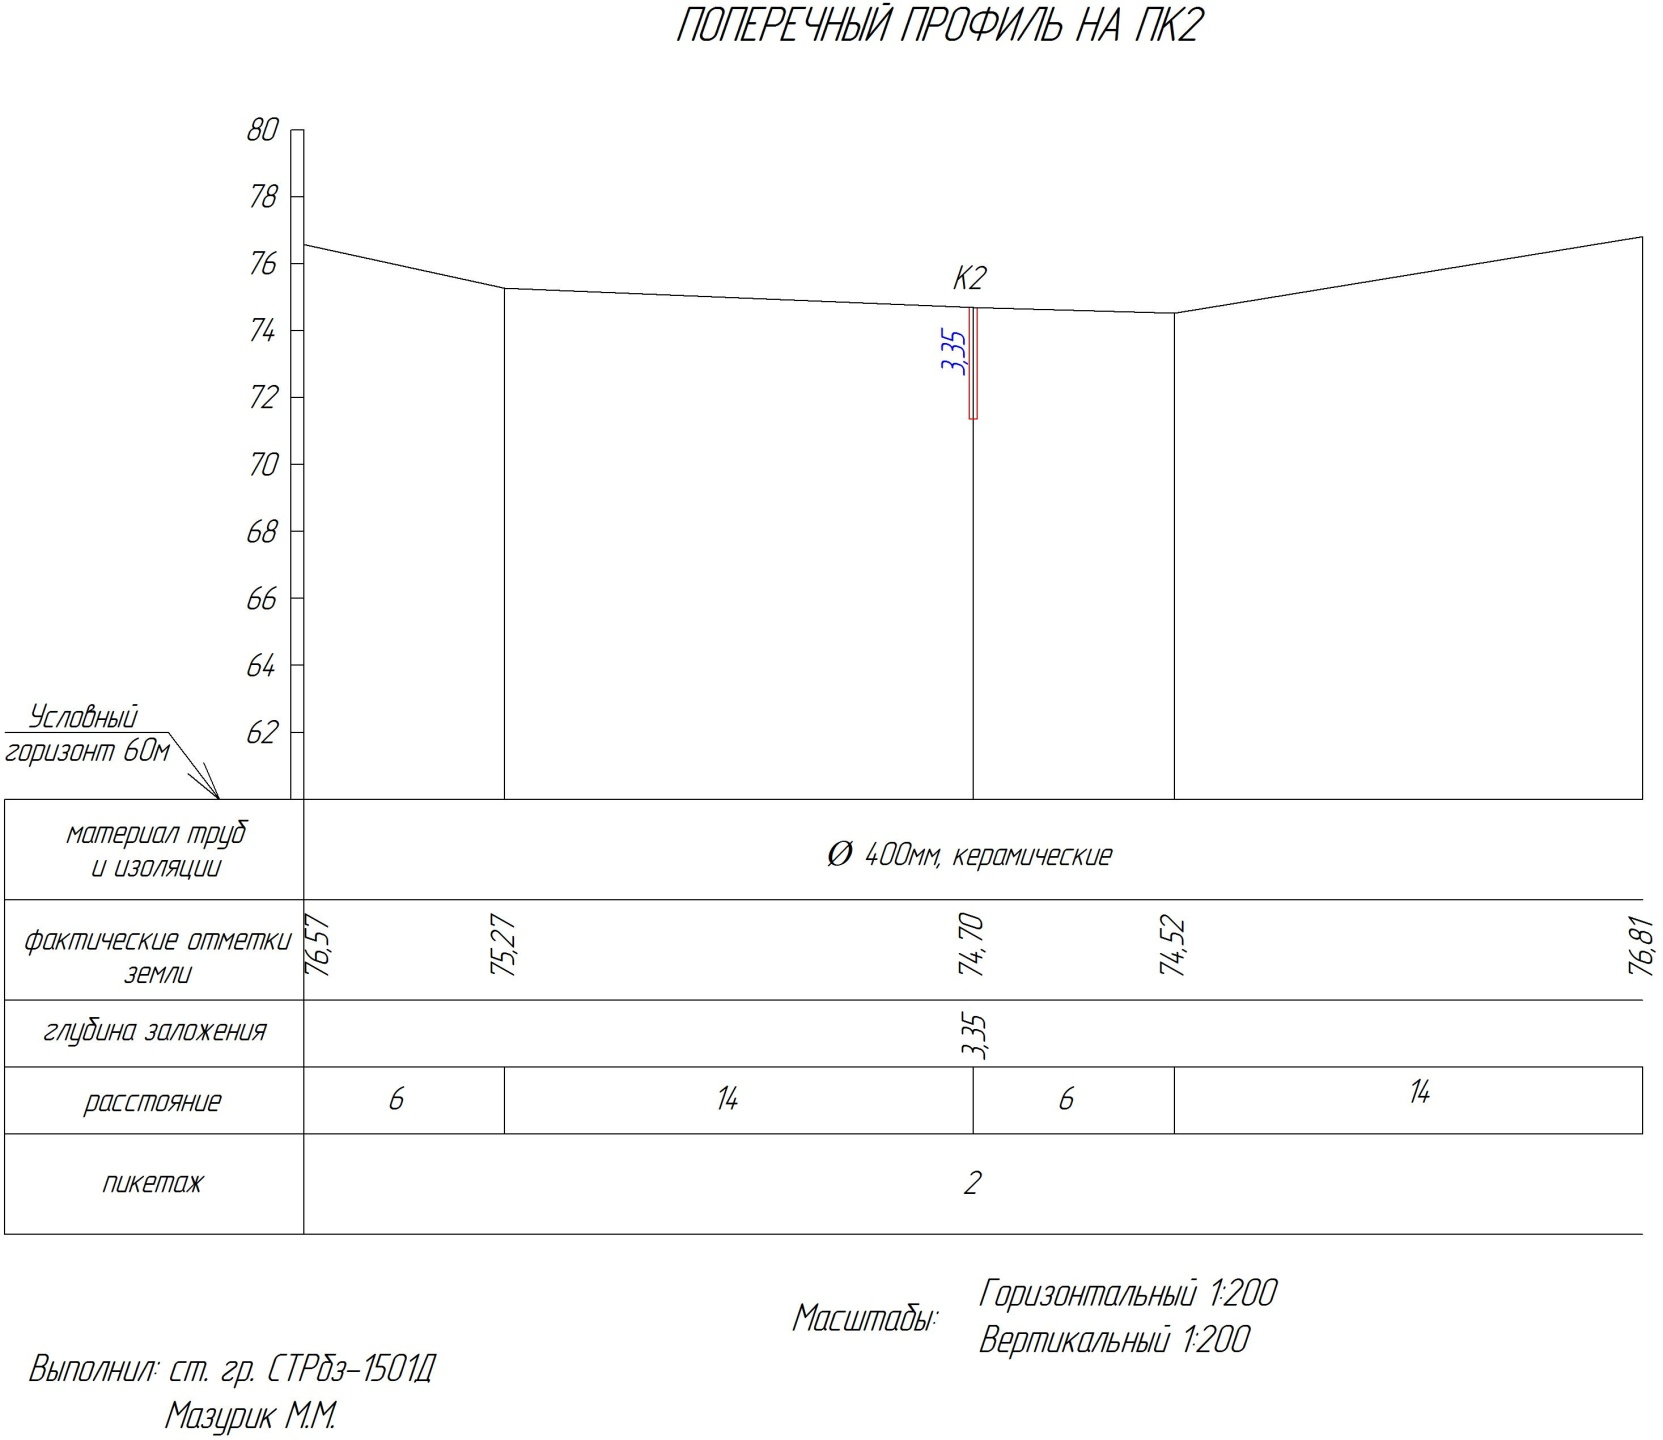 ПОПЕРЕЧНЫЙ ПРОФИЛЬ НА ПК2
80
78
76
74
72
70
68
66
64
62
К2
3,35
Условный
горизонт 60м
материал труб
и изоляции
Ø 400мм, керамические
фактические отметки
земли
76,57
75,27
74,70
74,52
76,81
глубина заложения
3,35
расстояние
6
14
6
14
пикетаж
2
Масштабы:
Горизонтальный 1:200
Вертикальный 1:200
Выполнил: ст. гр. СТРбз-1501Д
Мазурик М.М.